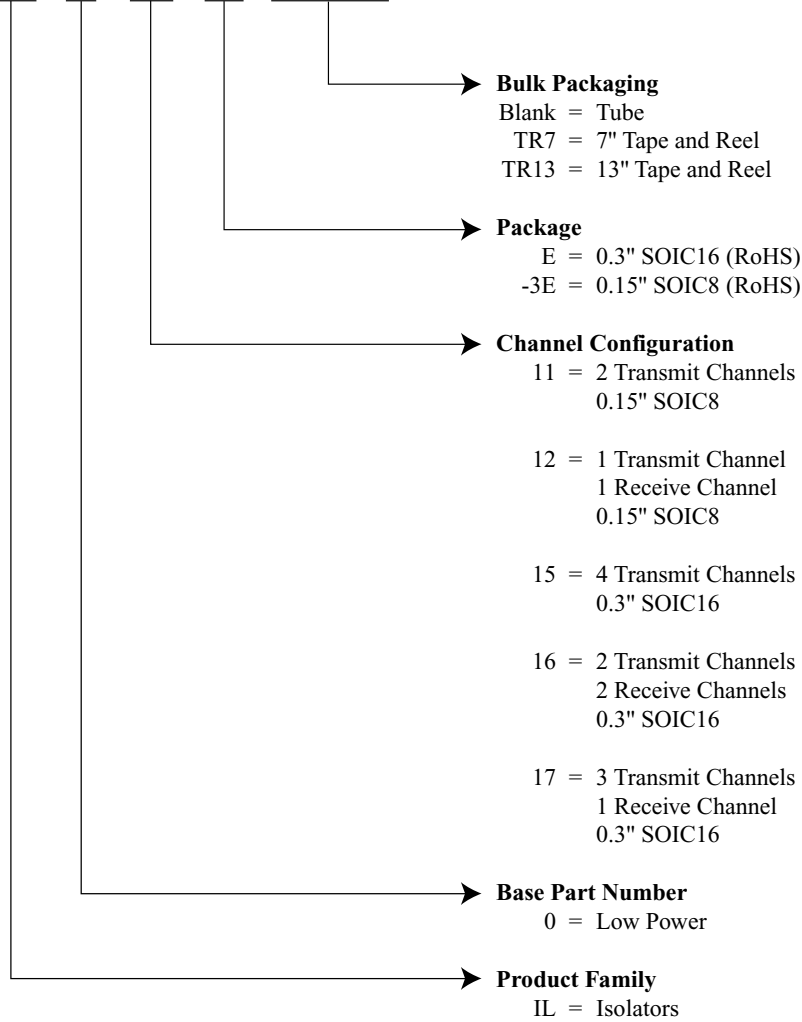 Bulk Packaging
Blank = Tube
TR7 = 7" Tape and Reel
TR13 = 13" Tape and Reel
Package
E = 0.3" SOIC16 (RoHS)
-3E = 0.15" SOIC8 (RoHS)
Channel Configuration
11 = 2 Transmit Channels
0.15" SOIC8
12 = 1 Transmit Channel
1 Receive Channel
0.15" SOIC8
15 = 4 Transmit Channels
0.3" SOIC16
16 = 2 Transmit Channels
2 Receive Channels
0.3" SOIC16
17 = 3 Transmit Channels
1 Receive Channel
0.3" SOIC16
Base Part Number
0 = Low Power
Product Family
IL = Isolators